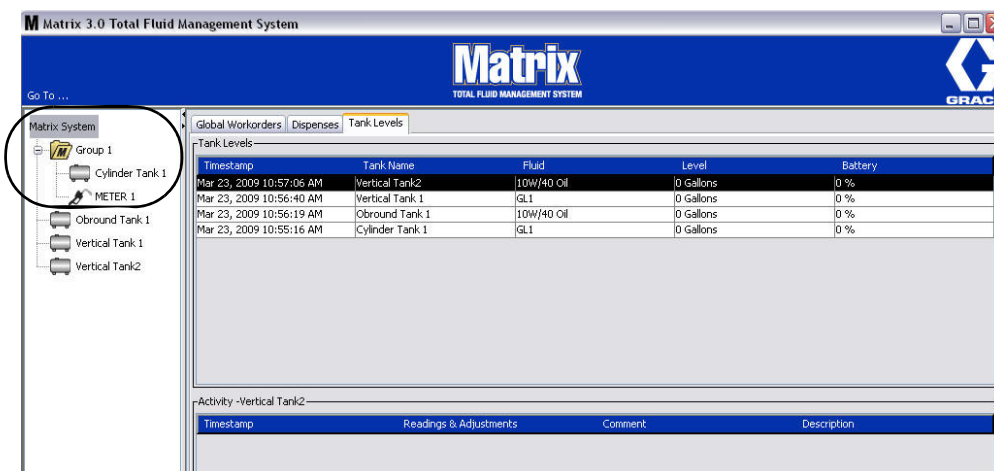 M Matrix 3.0 Total Fluid Management System
Matrix
TOTAL FLUID MANAGEMENT SYSTEM
Go To ...
GRAC
Matrix System
Group 1
Cylinder Tank 1
METER 1
Obround Tank 1
Vertical Tank 1
Vertical Tank2
Global Workorders Dispenses Tank Levels
Tank Levels
Timestamp Tank Name Fluid Level Battery
Mar 23, 2009 10:57:06 AM Vertical Tank2 10W/40 Oil 0 Gallons 0 %
Mar 23, 2009 10:56:40 AM Vertical Tank 1 GL1 0 Gallons 0 %
Mar 23, 2009 10:56:19 AM Obround Tank 1 10W/40 Oil 0 Gallons 0 %
Mar 23, 2009 10:55:16 AM Cylinder Tank 1 GL1 0 Gallons 0 %
Activity -Vertical Tank2
Timestamp Readings & Adjustments Comment Description